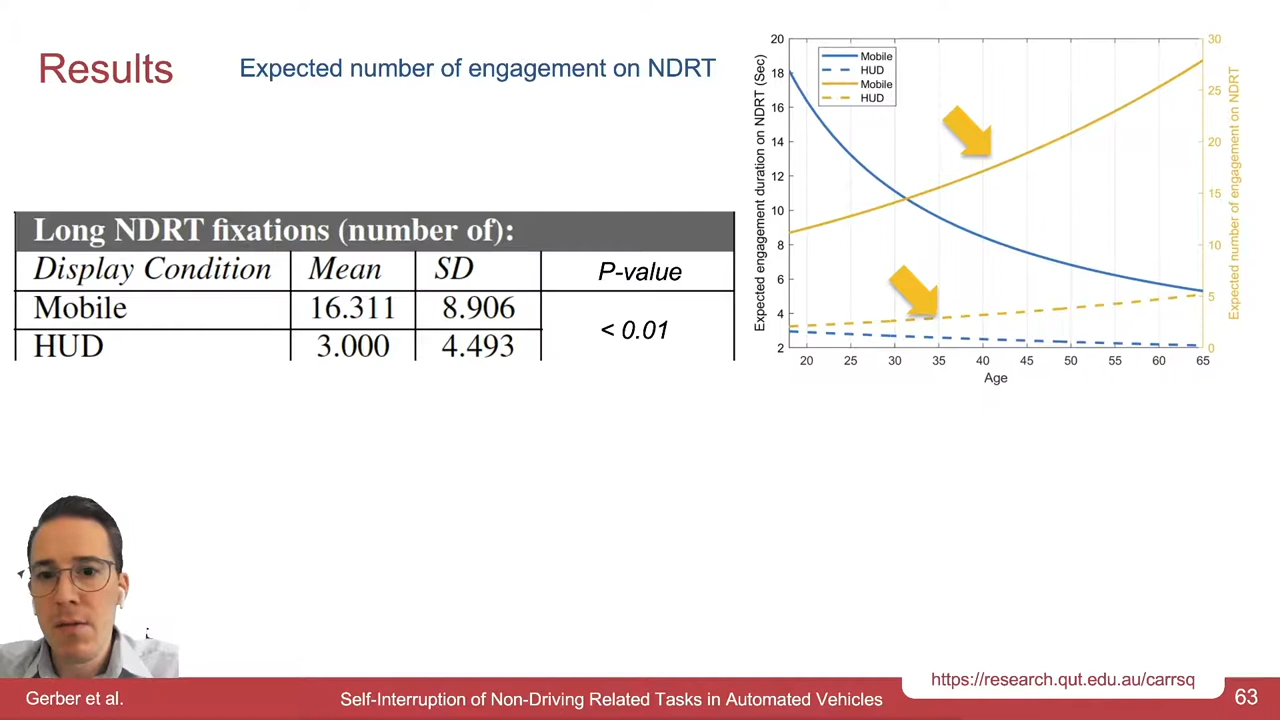 Results
Expected number of engagement on NDRT
Long NDRT fixations (number of):
Display Condition Mean SD P-value
Mobile 16.311 8.906
< 0.01
HUD 3.000 4.493
Mobile
HUD
Mobile
HUD
Expected engagement duration on NDRT (Sec)
20
18
16
14
12
10
8
6
4
2
30
25
20
15
10
5
0
Expected number of engagement on NDRT
20 25 30 35 40 45 50 55 60 65
Age
https://research.qut.edu.au/carrsq
Gerber et al.
Self-Interruption of Non-Driving Related Tasks in Automated Vehicles
63